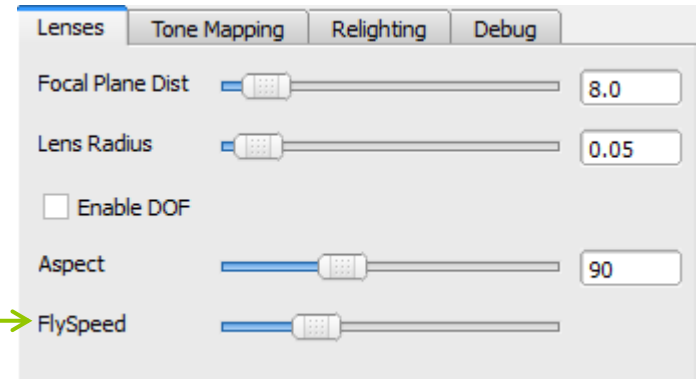 Lenses Tone Mapping Relighting Debug
Focal Plane Dist 8.0
Lens Radius 0.05
Enable DOF
Aspect 90
FlySpeed